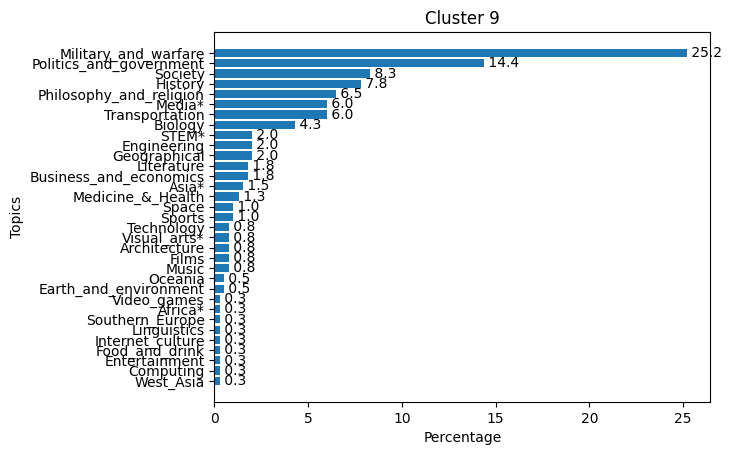 Cluster 9
Military_and_warfare 25.2
Politics_and_government 14.4
Society 8.3
History 7.8
Philosophy_and_religion 6.5
Media* 6.0
Transportation 6.0
Biology 4.3
STEM* 2.0
Engineering 2.0
Geographical 2.0
Literature 1.8
Business_and_economics 1.8
Asia* 1.5
Medicine_&_Health 1.3
Space 1.0
Sports 1.0
Technology 0.8
Visual_arts* 0.8
Architecture 0.8
Films 0.8
Music 0.8
Oceania 0.5
Earth_and_environment 0.5
Video_games 0.3
Africa* 0.3
Southern_Europe 0.3
Linguistics 0.3
Internet_culture 0.3
Food_and_drink 0.3
Entertainment 0.3
Computing 0.3
West_Asia 0.3
Topics
0 5 10 15 20 25
Percentage